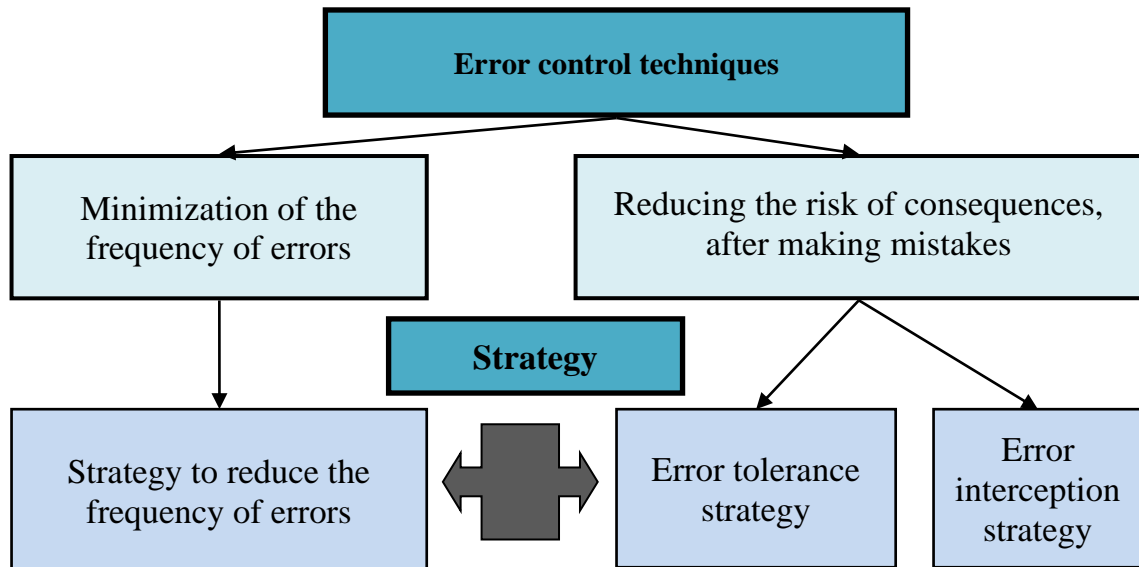 Error control techniques
Minimization of the
frequency of errors
Reducing the risk of consequences,
after making mistakes
Strategy
Strategy to reduce the
frequency of errors
Error tolerance
strategy
Error
interception
strategy